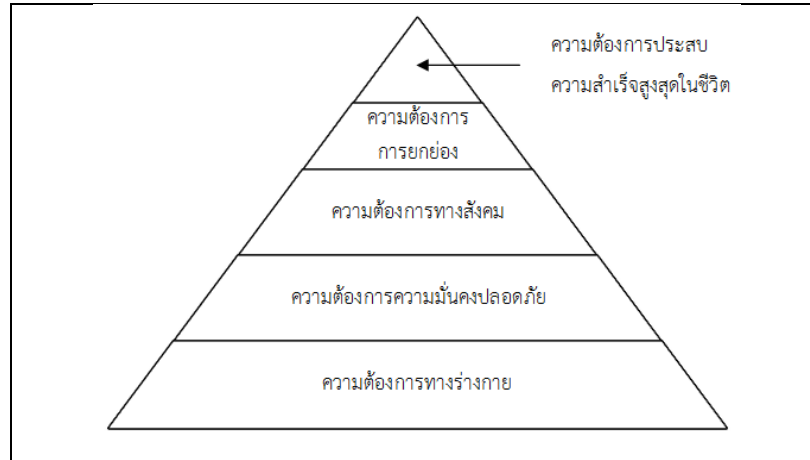 ความต้องการประสบ
ความสำเร็จสูงสุดในชีวิต
ความต้องการ
การยกย่อง
ความต้องการทางสังคม
ความต้องการความมั่นคงปลอดภัย
ความต้องการทางร่างกาย